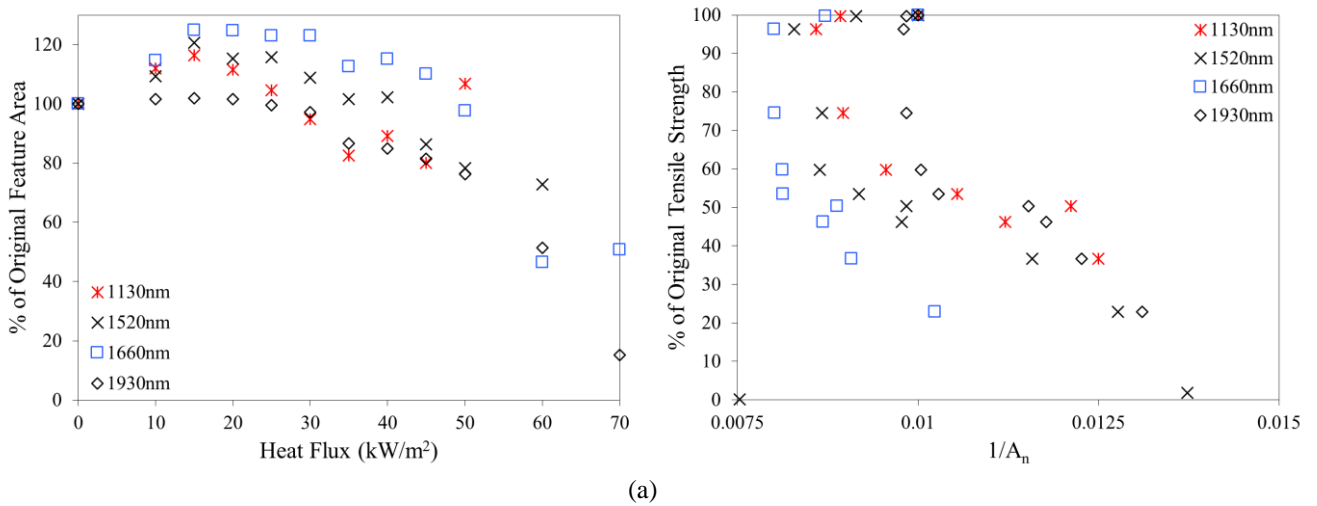 % of Original Feature Area
120
100
80
60
40
20
0
1130nm
1520nm
1660nm
1930nm
0 10 20 30 40 50 60 70
Heat Flux (kW/m²)
% of Original Tensile Strength
100
90
80
70
60
50
40
30
20
10
0
1130nm
1520nm
1660nm
1930nm
0.0075 0.01 0.0125 0.015
1/Aₙ
(a)